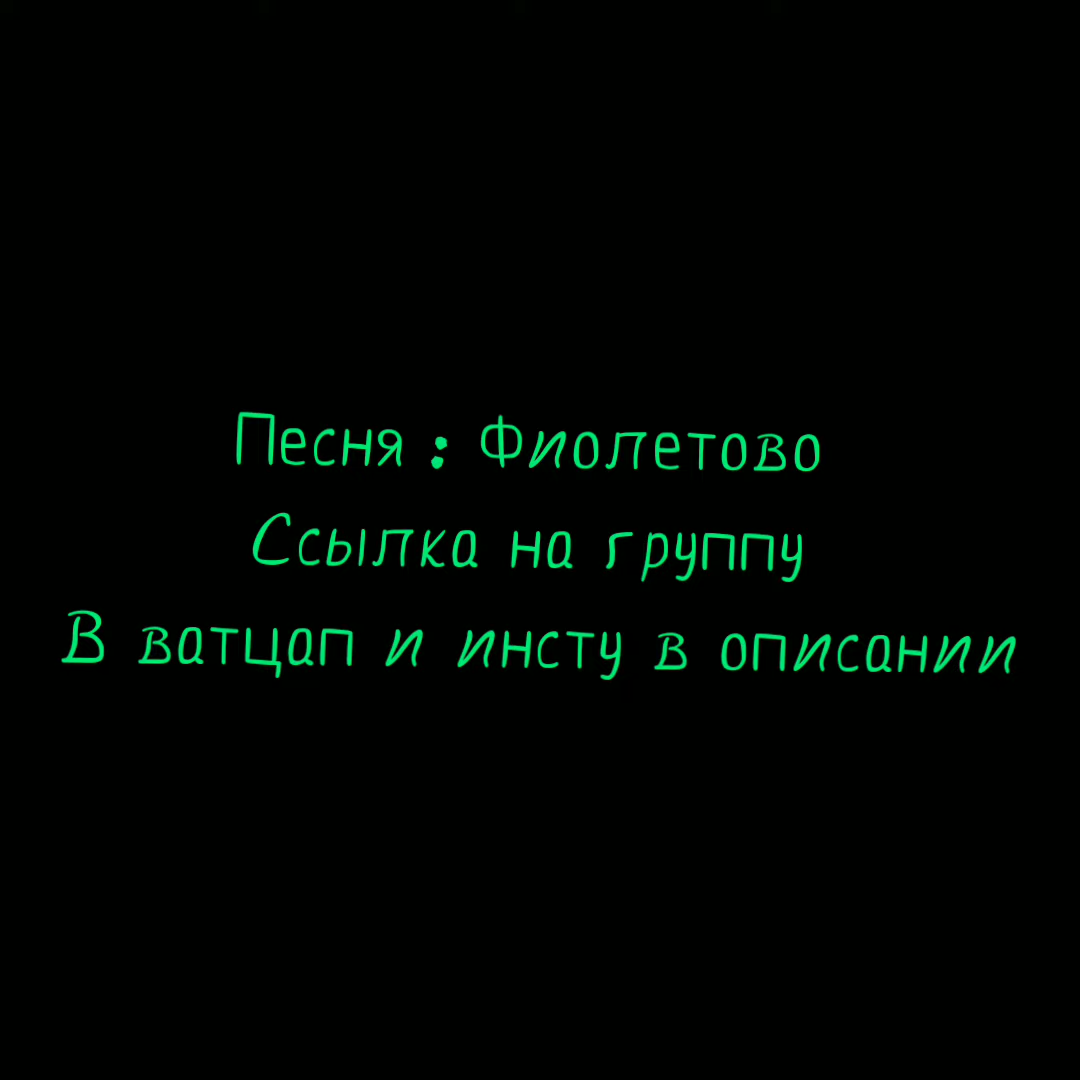 Песня : Фиолетово
Ссылка на группу
В ватцап и инсту в описании